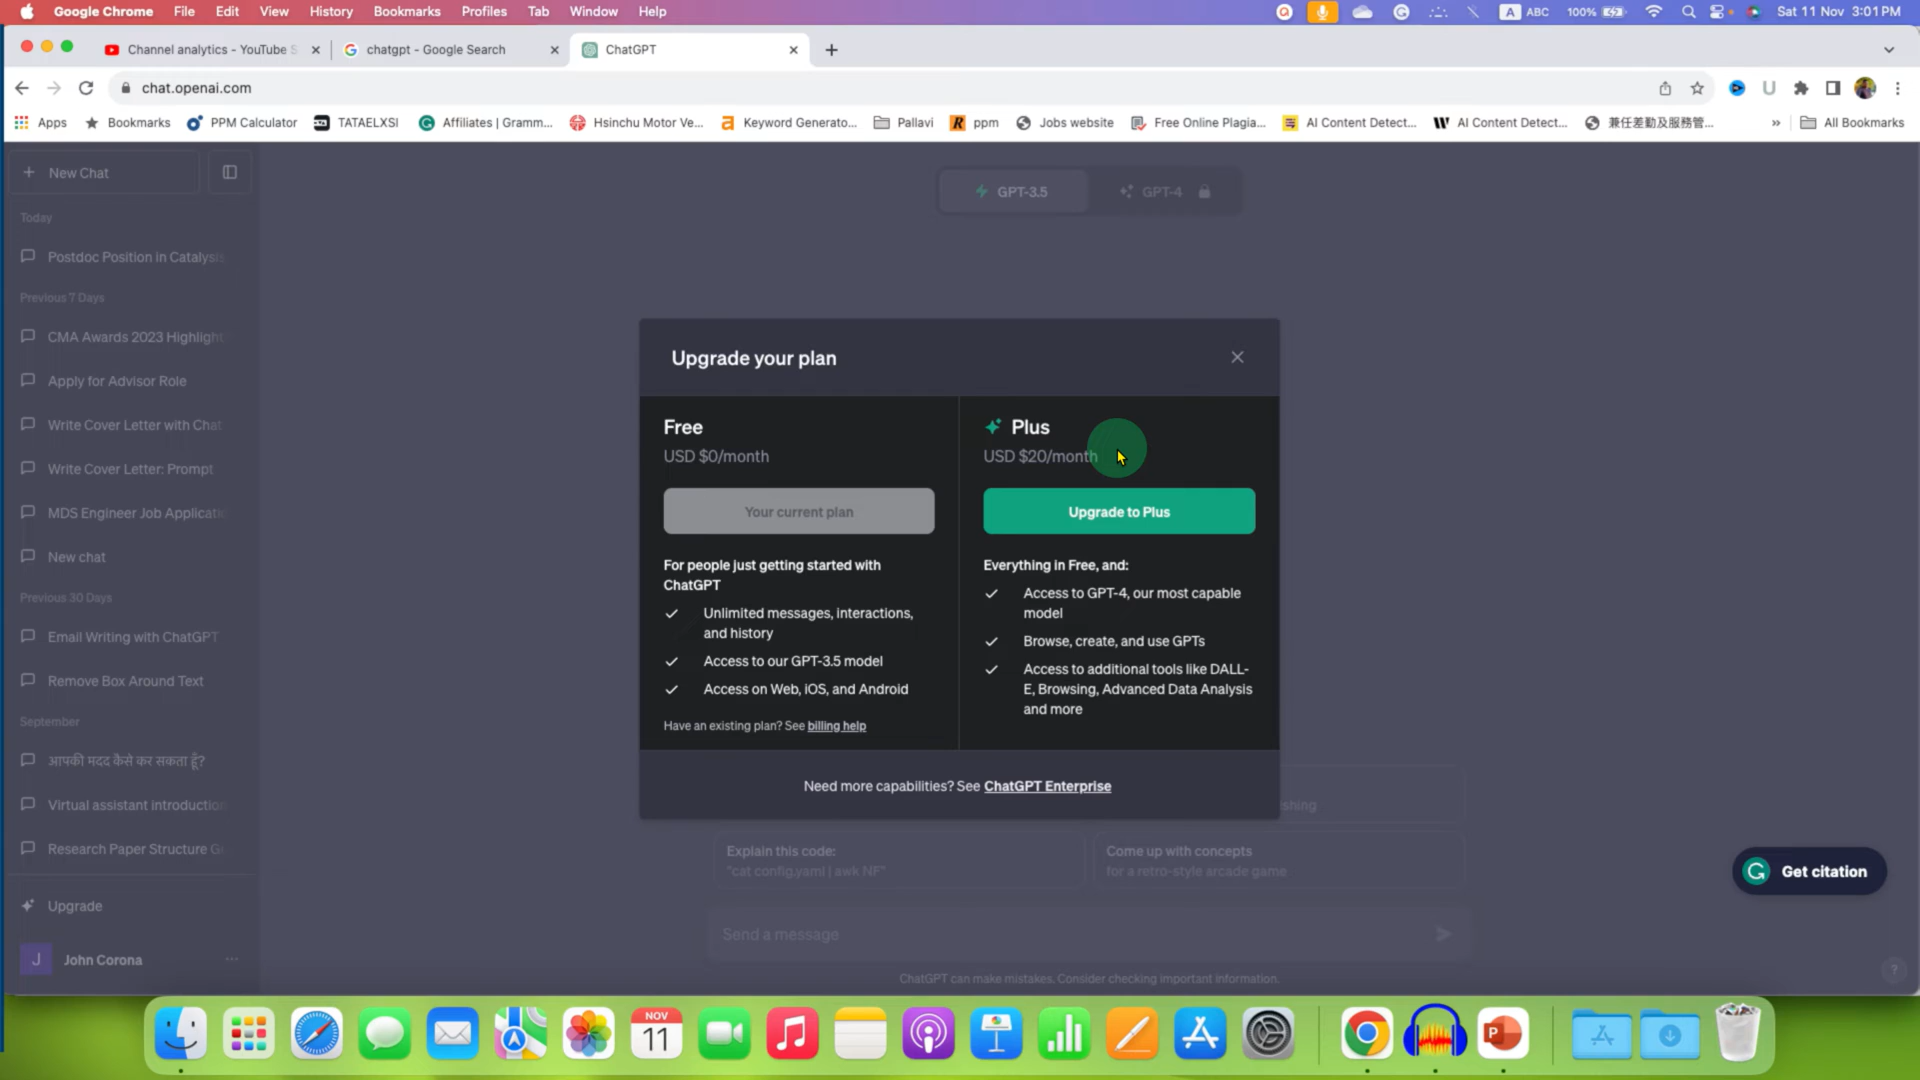 Google Chrome File Edit View History Bookmarks Profiles Tab Window Help A ABC 100% Sat 11 Nov 3:01 PM
Channel analytics - YouTube S chatgpt - Google Search ChatGPT
chat.openai.com
Apps Bookmarks PPM Calculator TATAELXSI Affiliates | Gramm... Hsinchu Motor Ve... Keyword Generato... Pallavi ppm Jobs website Free Online Plagia... AI Content Detect... AI Content Detect... 兼任差勤及服務管... » All Bookmarks
New Chat
GPT-3.5 GPT-4
Today
Postdoc Position in Catalysis
Previous 7 Days
CMA Awards 2023 Highlight
Apply for Advisor Role
Write Cover Letter with Chat
Write Cover Letter: Prompt
MDS Engineer Job Applicatio
New chat
Previous 30 Days
Email Writing with ChatGPT
Remove Box Around Text
September
आपकी मदद कैसे कर सकता हूँ?
Virtual assistant introduction
Research Paper Structure G
Upgrade
J John Corona
Upgrade your plan
Free
USD $0/month
Your current plan
For people just getting started with
ChatGPT
Unlimited messages, interactions,
and history
Access to our GPT-3.5 model
Access on Web, iOS, and Android
Have an existing plan? See billing help
Plus
USD $20/month
Upgrade to Plus
Everything in Free, and:
Access to GPT-4, our most capable
model
Browse, create, and use GPTs
Access to additional tools like DALL-
E, Browsing, Advanced Data Analysis
and more
Need more capabilities? See ChatGPT Enterprise
shing
Explain this code:
"cat config.yaml | awk NF"
Come up with concepts
for a retro-style arcade game
Get citation
Send a message
ChatGPT can make mistakes. Consider checking important information.
?
NOV
11
P